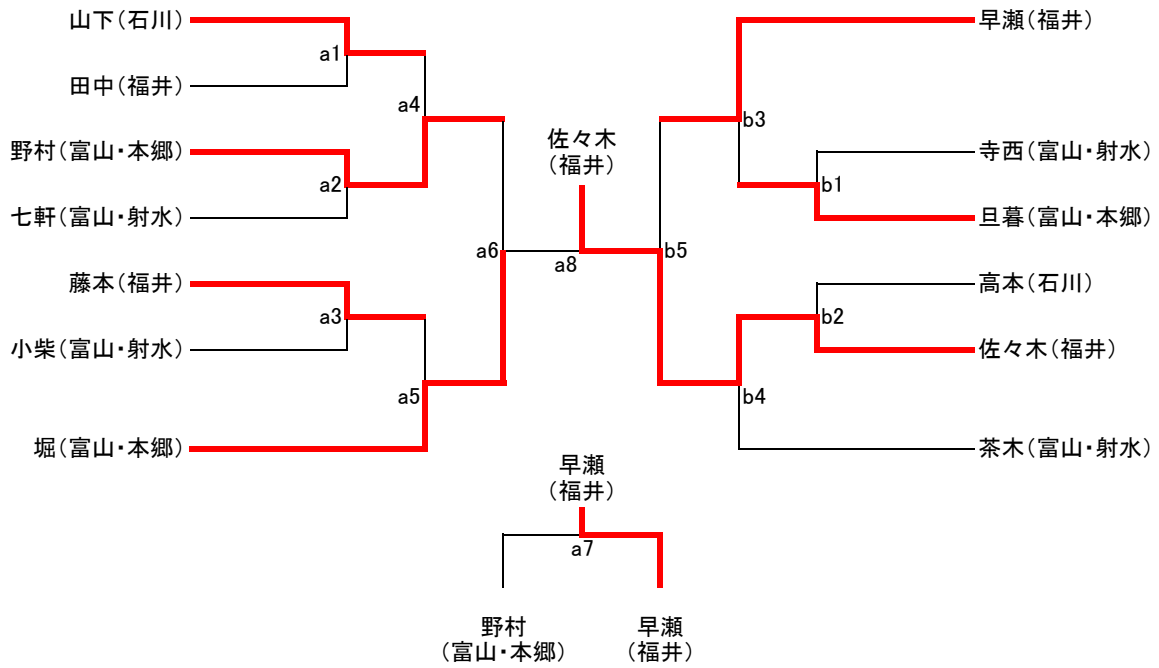 山下(石川)
a1
田中(福井)
a4
野村(富山・本郷)
a2
七軒(富山・射水)
a6
藤本(福井)
a3
小柴(富山・射水)
a5
堀(富山・本郷)
佐々木
(福井)
a8
早瀬(福井)
b3
寺西(富山・射水)
b1
旦暮(富山・本郷)
b5
高本(石川)
b2
佐々木(福井)
b4
茶木(富山・射水)
早瀬
(福井)
a7
野村
(富山・本郷)
早瀬
(福井)